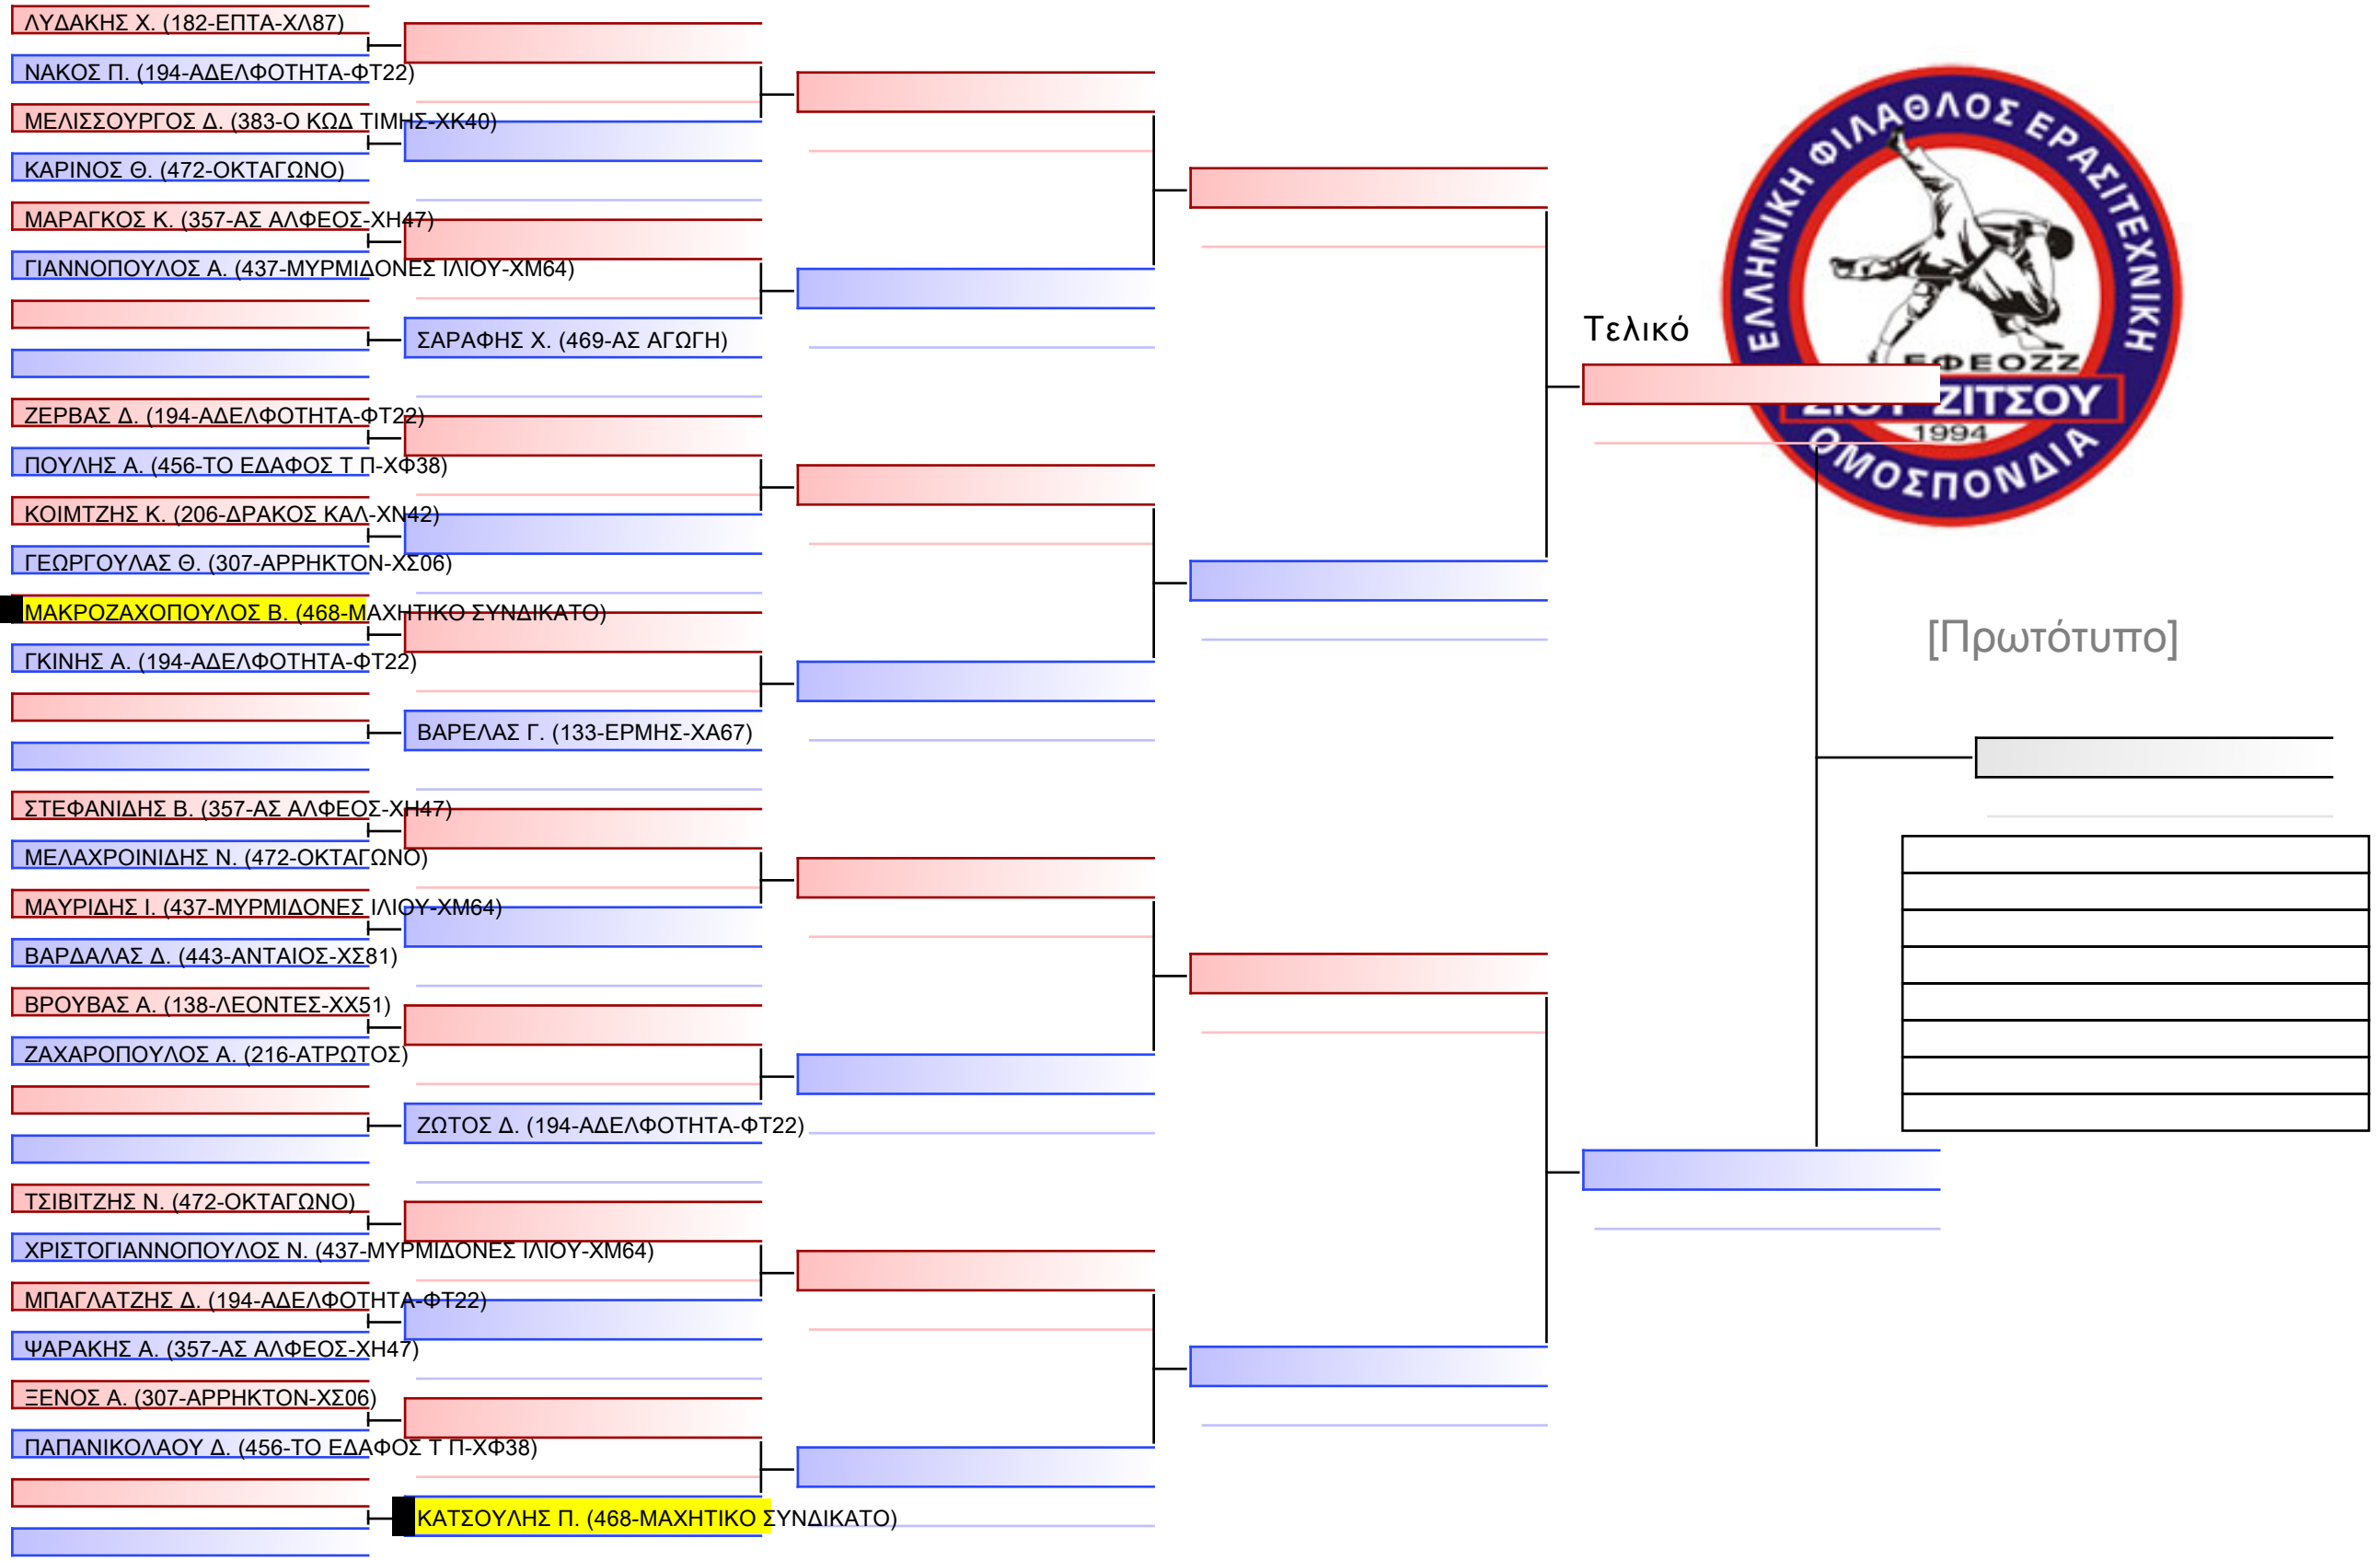 ΛΥΔΑΚΗΣ Χ. (182-ΕΠΤΑ-ΧΛ87)
ΝΑΚΟΣ Π. (194-ΑΔΕΛΦΟΤΗΤΑ-ΦΤ22)
ΜΕΛΙΣΣΟΥΡΓΟΣ Δ. (383-Ο ΚΩΔ ΤΙΜΗΣ-ΧΚ40)
ΚΑΡΙΝΟΣ Θ. (472-ΟΚΤΑΓΩΝΟ)
ΜΑΡΑΓΚΟΣ Κ. (357-ΑΣ ΑΛΦΕΟΣ-ΧΗ47)
ΓΙΑΝΝΟΠΟΥΛΟΣ Α. (437-ΜΥΡΜΙΔΟΝΕΣ ΙΛΙΟΥ-ΧΜ64)
ΣΑΡΑΦΗΣ Χ. (469-ΑΣ ΑΓΩΓΗ)
ΖΕΡΒΑΣ Δ. (194-ΑΔΕΛΦΟΤΗΤΑ-ΦΤ22)
ΠΟΥΛΗΣ Α. (456-ΤΟ ΕΔΑΦΟΣ Τ Π-ΧΦ38)
ΚΟΙΜΤΖΗΣ Κ. (206-ΔΡΑΚΟΣ ΚΑΛ-ΧΝ42)
ΓΕΩΡΓΟΥΛΑΣ Θ. (307-ΑΡΡΗΚΤΟΝ-ΧΣ06)
ΜΑΚΡΟΖΑΧΟΠΟΥΛΟΣ Β. (468-ΜΑΧΗΤΙΚΟ ΣΥΝΔΙΚΑΤΟ)
ΓΚΙΝΗΣ Α. (194-ΑΔΕΛΦΟΤΗΤΑ-ΦΤ22)
ΒΑΡΕΛΑΣ Γ. (133-ΕΡΜΗΣ-ΧΑ67)
ΣΤΕΦΑΝΙΔΗΣ Β. (357-ΑΣ ΑΛΦΕΟΣ-ΧΗ47)
ΜΕΛΑΧΡΟΙΝΙΔΗΣ Ν. (472-ΟΚΤΑΓΩΝΟ)
ΜΑΥΡΙΔΗΣ Ι. (437-ΜΥΡΜΙΔΟΝΕΣ ΙΛΙΟΥ-ΧΜ64)
ΒΑΡΔΑΛΑΣ Δ. (443-ΑΝΤΑΙΟΣ-ΧΣ81)
ΒΡΟΥΒΑΣ Α. (138-ΛΕΟΝΤΕΣ-ΧΧ51)
ΖΑΧΑΡΟΠΟΥΛΟΣ Α. (216-ΑΤΡΩΤΟΣ)
ΖΩΤΟΣ Δ. (194-ΑΔΕΛΦΟΤΗΤΑ-ΦΤ22)
ΤΣΙΒΙΤΖΗΣ Ν. (472-ΟΚΤΑΓΩΝΟ)
ΧΡΙΣΤΟΓΙΑΝΝΟΠΟΥΛΟΣ Ν. (437-ΜΥΡΜΙΔΟΝΕΣ ΙΛΙΟΥ-ΧΜ64)
ΜΠΑΓΛΑΤΖΗΣ Δ. (194-ΑΔΕΛΦΟΤΗΤΑ-ΦΤ22)
ΨΑΡΑΚΗΣ Α. (357-ΑΣ ΑΛΦΕΟΣ-ΧΗ47)
ΞΕΝΟΣ Α. (307-ΑΡΡΗΚΤΟΝ-ΧΣ06)
ΠΑΠΑΝΙΚΟΛΑΟΥ Δ. (456-ΤΟ ΕΔΑΦΟΣ Τ Π-ΧΦ38)
ΚΑΤΣΟΥΛΗΣ Π. (468-ΜΑΧΗΤΙΚΟ ΣΥΝΔΙΚΑΤΟ)
Τελικό
ΕΛΛΗΝΙΚΗ ΦΙΛΑΘΛΟΣ ΕΡΑΣΙΤΕΧΝΙΚΗ
ΕΦΕΟΖΖ
ΖΙΟΥ ΖΙΤΣΟΥ
1994
ΟΜΟΣΠΟΝΔΙΑ
[Πρωτότυπο]